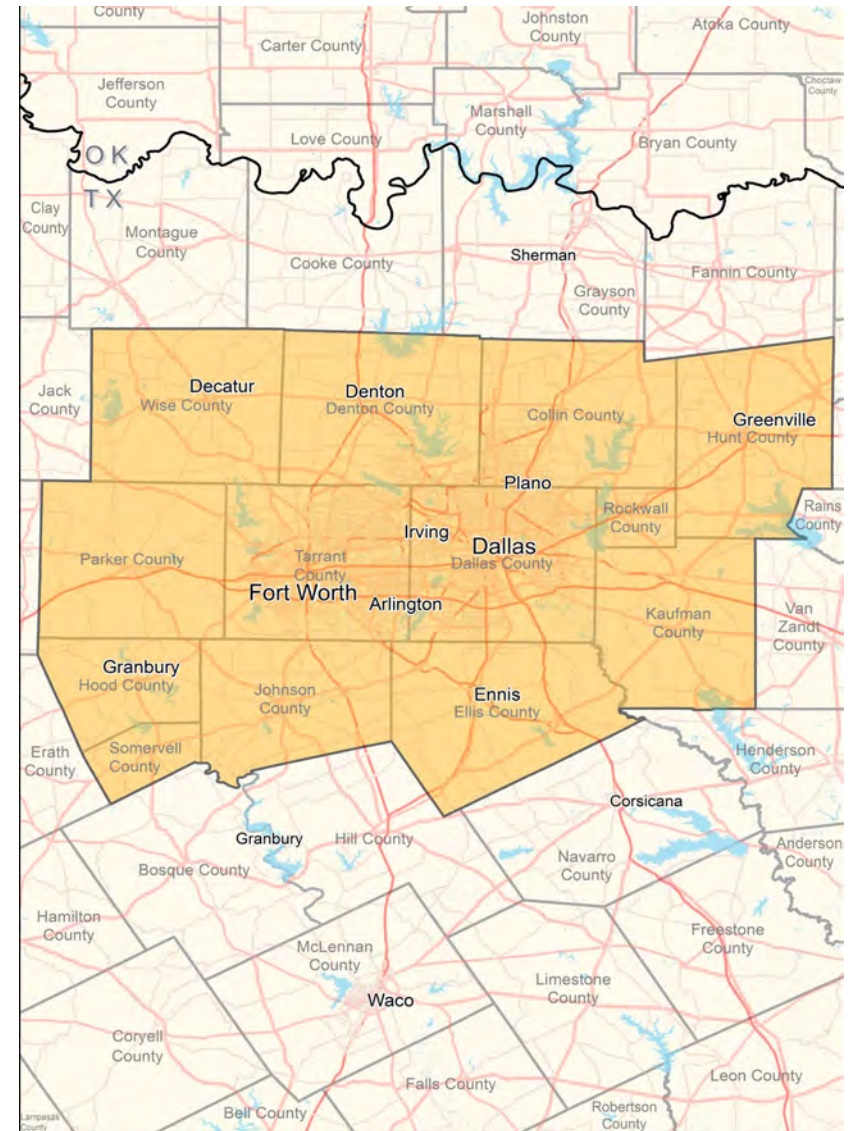 County
Carter County
Johnston
County
Atoka County
Jefferson
County
Choctaw
County
Marshall
County
Love County
Bryan County
OK
TX
Clay
County
Montague
County
Cooke County
Sherman
Fannin County
Grayson
County
Jack
County
Decatur
Wise County
Denton
Denton County
Collin County
Greenville
Hunt County
Plano
Rockwall
County
Rains
County
Irving
Dallas
Dallas County
Parker County
Tarrant
County
Fort Worth
Arlington
Kaufman
County
Van
Zandt
County
Granbury
Hood County
Johnson
County
Ennis
Ellis County
Erath
County
Somervell
County
Henderson
County
Corsicana
Granbury
Hill County
Navarro
County
Anderson
County
Bosque County
Hamilton
County
McLennan
County
Freestone
County
Waco
Limestone
County
Coryell
County
Falls County
Leon County
Lampasas
County
Bell County
Robertson
County